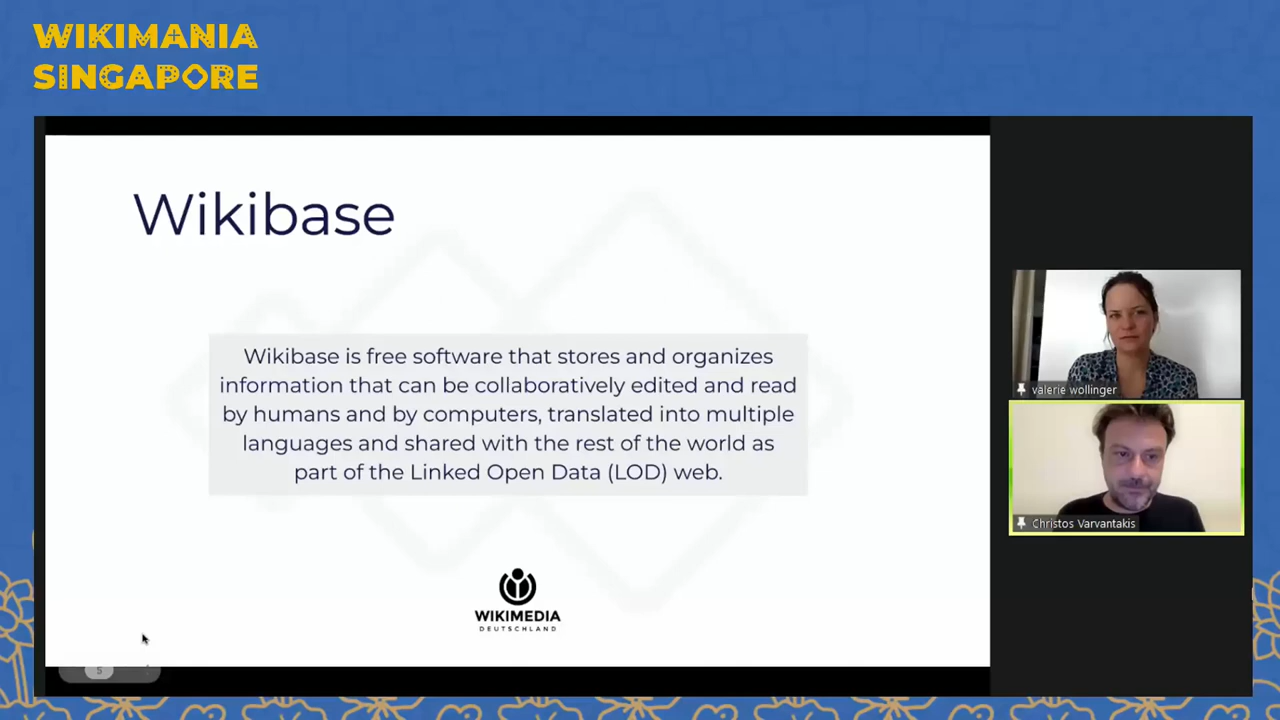 WIKIMANIA
SINGAPORE
Wikibase
Wikibase is free software that stores and organizes
information that can be collaboratively edited and read
by humans and by computers, translated into multiple
languages and shared with the rest of the world as
part of the Linked Open Data (LOD) web.
WIKIMEDIA
DEUTSCHLAND
5
valerie wollinger
Christos Varvantakis